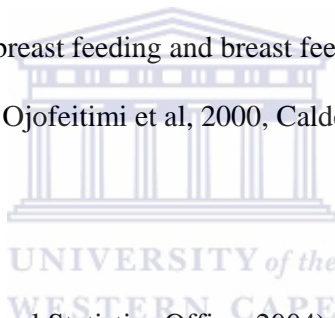 breast feeding and breast fee
Ojofeitimi et al, 2000, Cald
UNIVERSITY of the
WESTERN CAPE
Statistics Office, 2004)